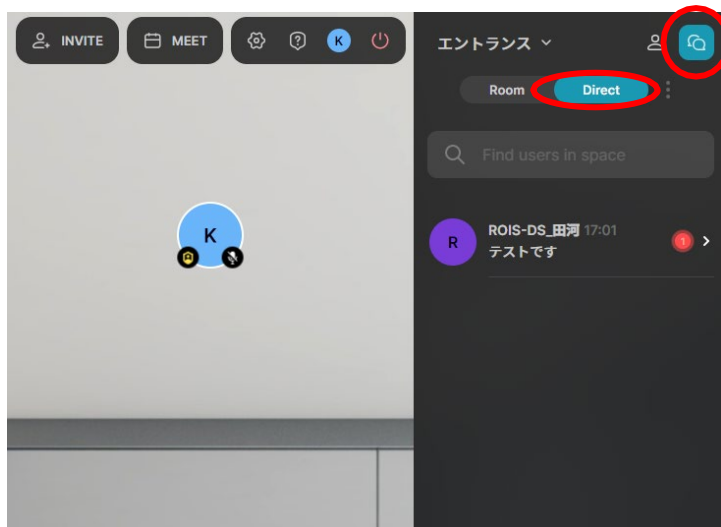 INVITE
MEET
K
エントランス
Room
Direct
Find users in space
K
R
ROIS-DS_田河 17:01
1
テストです